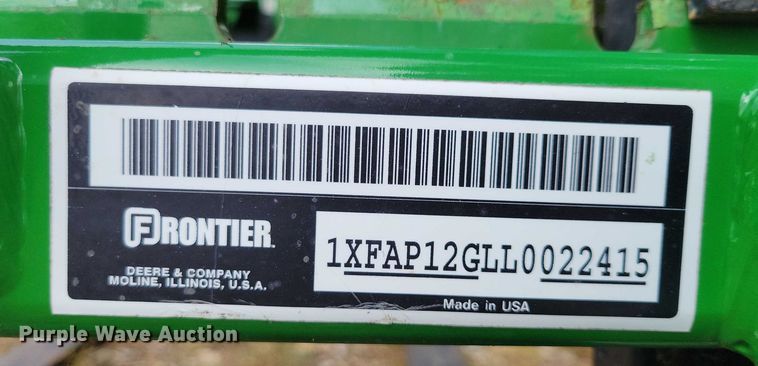 FRONTIER
DEERE & COMPANY
MOLINE, ILLINOIS, U.S.A.
1XFAP12GLL0022415
Made in USA
Purple Wave Auction